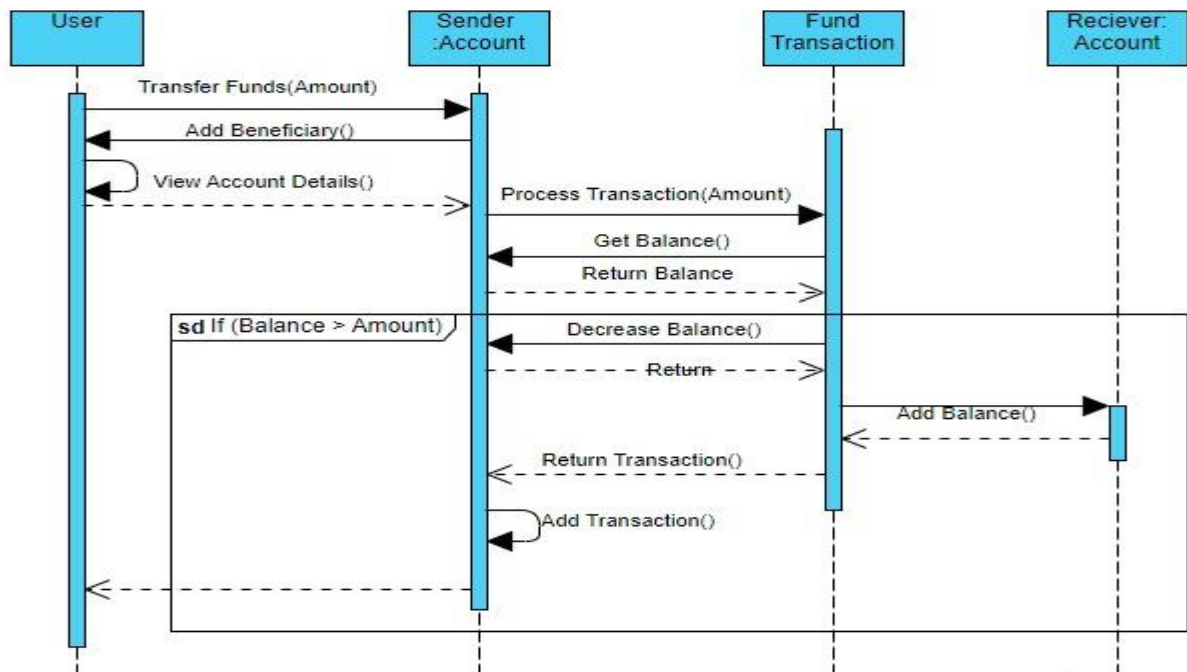 User
Sender
:Account
Fund
Transaction
Reciever:
Account
Transfer Funds(Amount)
Add Beneficiary()
View Account Details()
Process Transaction(Amount)
Get Balance()
Return Balance
sd If (Balance > Amount)
Decrease Balance()
Return
Add Balance()
Return Transaction()
Add Transaction()